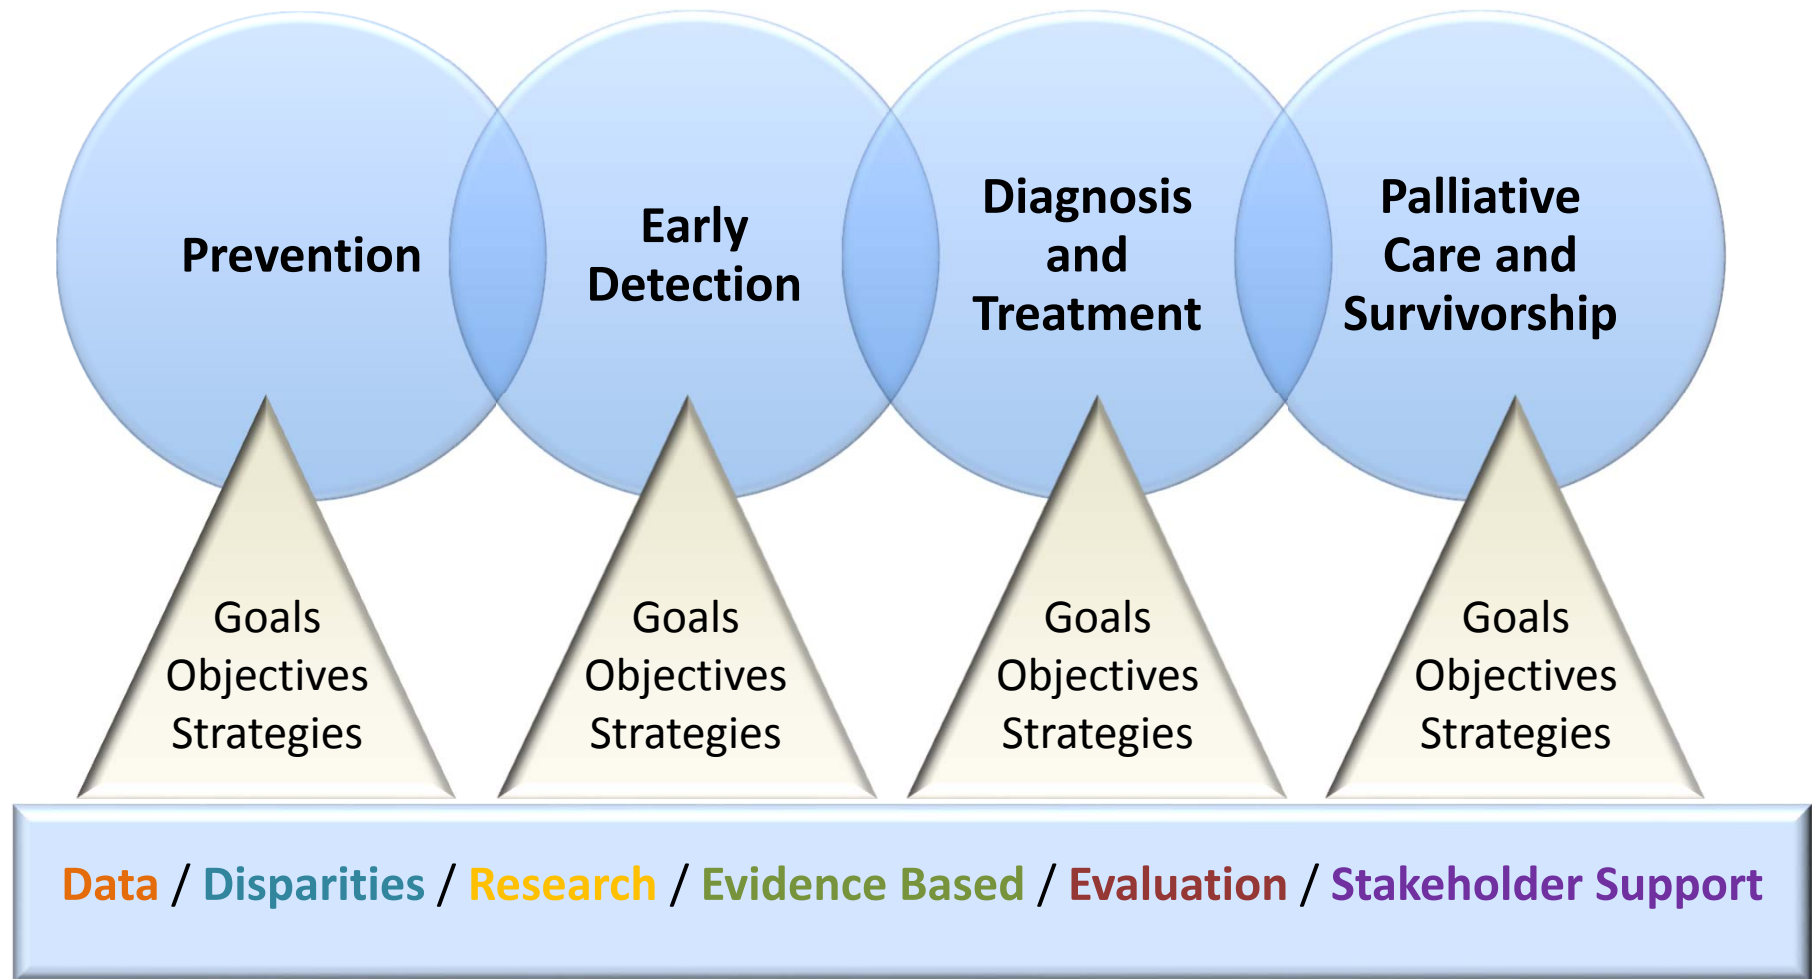 Prevention
Early
Detection
Diagnosis
and
Treatment
Palliative
Care and
Survivorship
Goals
Objectives
Strategies
Goals
Objectives
Strategies
Goals
Objectives
Strategies
Goals
Objectives
Strategies
Data / Disparities / Research / Evidence Based / Evaluation / Stakeholder Support